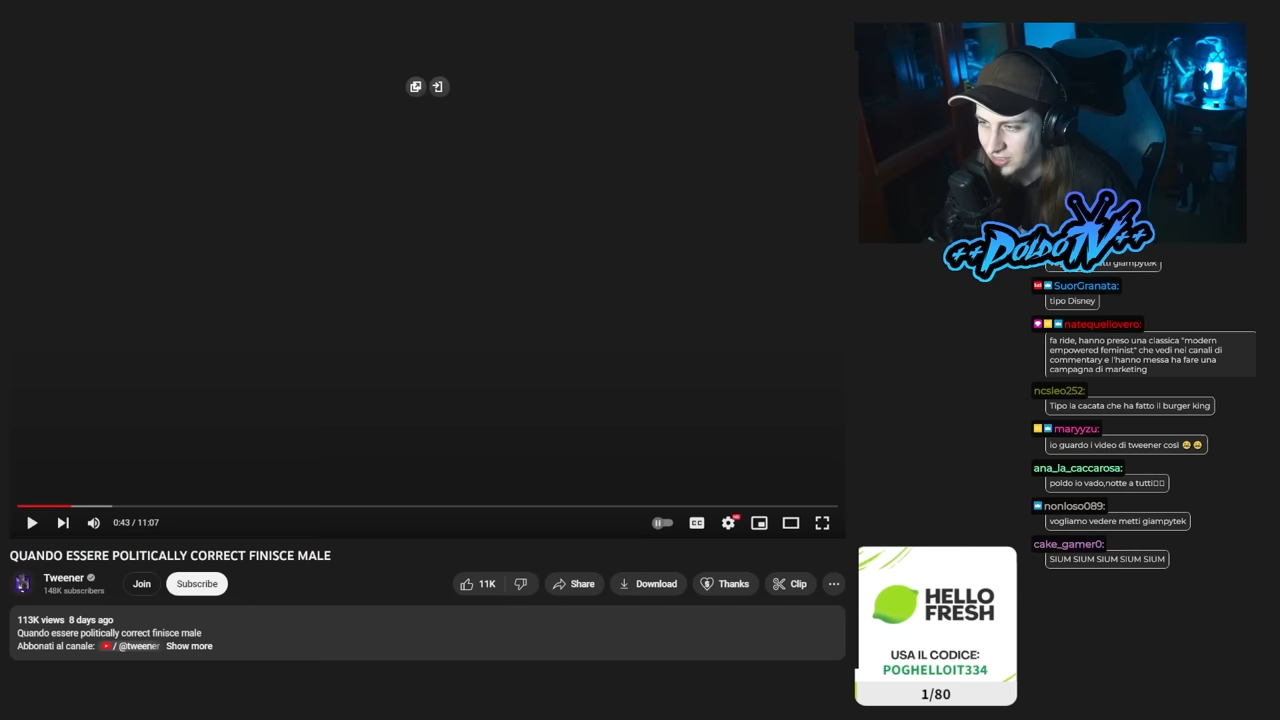 ++POLDOTV++
giampytek
SuorGranata:
tipo Disney
natequellovero:
fa ride, hanno preso una classica "modern
empowered feminist" che vedi nei canali di
commentary e l'hanno messa ha fare una
campagna di marketing
ncsleo252:
Tipo la cacata che ha fatto il burger king
maryyzu:
io guardo i video di tweener così 😩😩
ana_la_caccarosa:
poldo io vado,notte a tutti
nonloso089:
vogliamo vedere metti giampytek
cake_gamer0:
SIUM SIUM SIUM SIUM SIUM
0:43 / 11:07
CC
HD
QUANDO ESSERE POLITICALLY CORRECT FINISCE MALE
Tweener
148K subscribers
Join
Subscribe
11K
Share
Download
Thanks
Clip
113K views 8 days ago
Quando essere politically correct finisce male
Abbonati al canale: / @tweener Show more
HELLO
FRESH
USA IL CODICE:
POGHELLOIT334
1/80